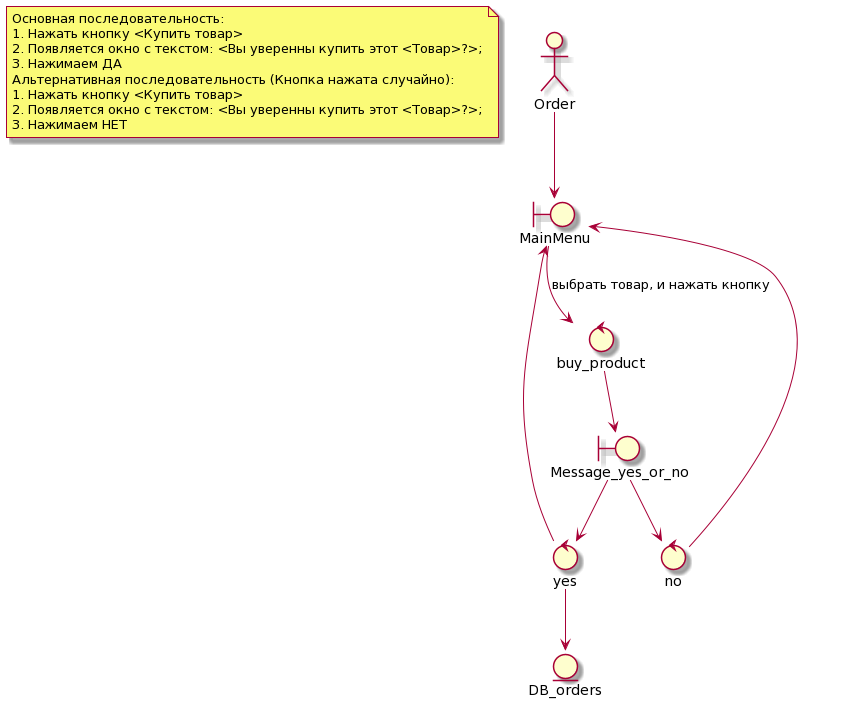 Основная последовательность:
1. Нажать кнопку <Купить товар>
2. Появляется окно с текстом: <Вы уверенны купить этот <Товар>?>;
3. Нажимаем ДА
Альтернативная последовательность (Кнопка нажата случайно):
1. Нажать кнопку <Купить товар>
2. Появляется окно с текстом: <Вы уверенны купить этот <Товар>?>;
3. Нажимаем НЕТ
Order
MainMenu
выбрать товар, и нажать кнопку
buy_product
Message_yes_or_no
yes
no
DB_orders